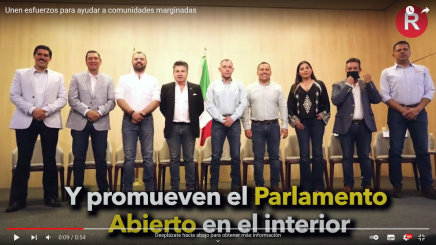 Unen esfuerzos para ayudar a comunidades marginadas
R
Y promueven el Parlamento
Abierto en el interior
0:09 / 0:54
Desplázate hacia abajo para obtener más información